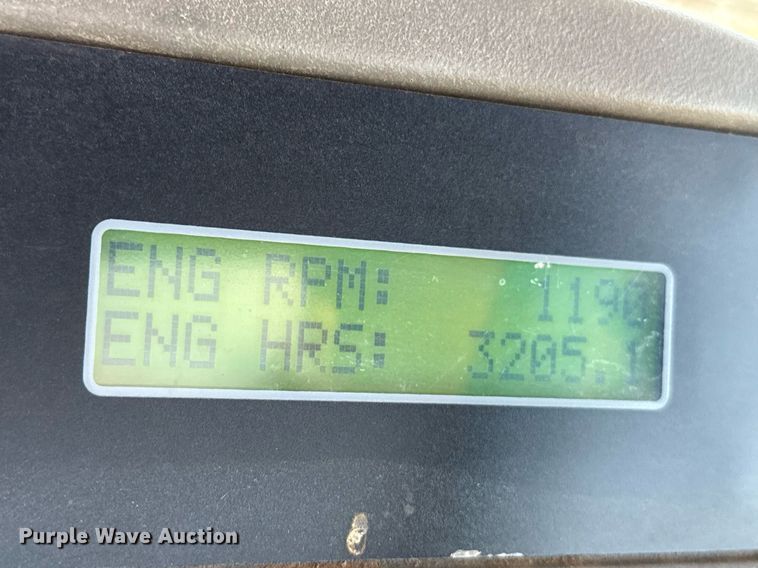 ENG RPM: 1190
ENG HRS: 3205.1
Purple Wave Auction